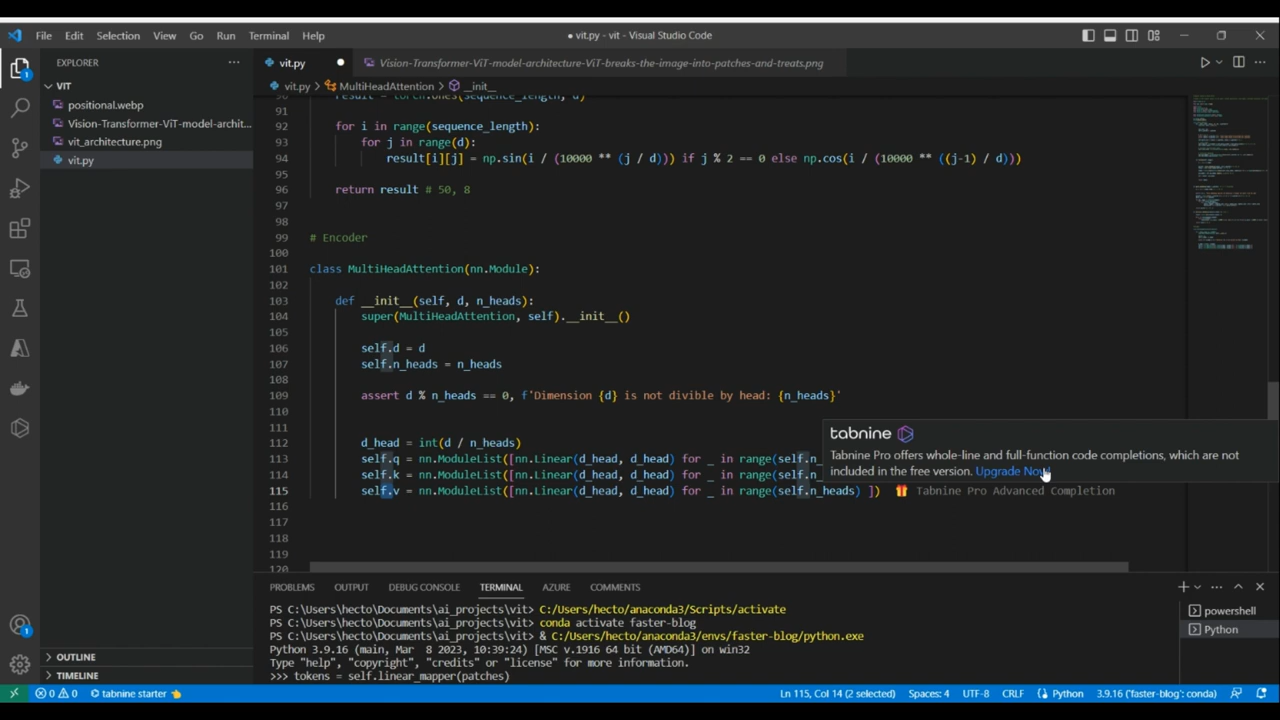 File Edit Selection View Go Run Terminal Help
● vit.py - vit - Visual Studio Code
EXPLORER
vit.py
Vision-Transformer-ViT-model-architecture-ViT-breaks-the-image-into-patches-and-treats.png
VIT
vit.py > MultiHeadAttention > __init__
positional.webp
Vision-Transformer-ViT-model-archit...
vit_architecture.png
vit.py
90 result = torch.ones(sequence_length, d)
91
92 for i in range(sequence_length):
93 for j in range(d):
94 result[i][j] = np.sin(i / (10000 ** (j / d))) if j % 2 == 0 else np.cos(i / (10000 ** ((j-1) / d)))
95
96 return result # 50, 8
97
98
99 # Encoder
100
101 class MultiHeadAttention(nn.Module):
102
103 def __init__(self, d, n_heads):
104 super(MultiHeadAttention, self).__init__()
105
106 self.d = d
107 self.n_heads = n_heads
108
109 assert d % n_heads == 0, f'Dimension {d} is not divible by head: {n_heads}'
110
111
112 d_head = int(d / n_heads)
113 self.q = nn.ModuleList([nn.Linear(d_head, d_head) for _ in range(self.n_
114 self.k = nn.ModuleList([nn.Linear(d_head, d_head) for _ in range(self.n_
115 self.v = nn.ModuleList([nn.Linear(d_head, d_head) for _ in range(self.n_heads) ]) Tabnine Pro Advanced Completion
116
117
118
119
120
tabnine
Tabnine Pro offers whole-line and full-function code completions, which are not
included in the free version. Upgrade Now!
PROBLEMS OUTPUT DEBUG CONSOLE TERMINAL AZURE COMMENTS
PS C:\Users\hecto\Documents\ai_projects\vit> C:/Users/hecto/anaconda3/Scripts/activate
PS C:\Users\hecto\Documents\ai_projects\vit> conda activate faster-blog
PS C:\Users\hecto\Documents\ai_projects\vit> & C:/Users/hecto/anaconda3/envs/faster-blog/python.exe
Python 3.9.16 (main, Mar  8 2023, 10:39:24) [MSC v.1916 64 bit (AMD64)] on win32
Type "help", "copyright", "credits" or "license" for more information.
>>> tokens = self.linear_mapper(patches)
powershell
Python
OUTLINE
TIMELINE
0 0 tabnine starter
Ln 115, Col 14 (2 selected) Spaces: 4 UTF-8 CRLF Python 3.9.16 ('faster-blog': conda)